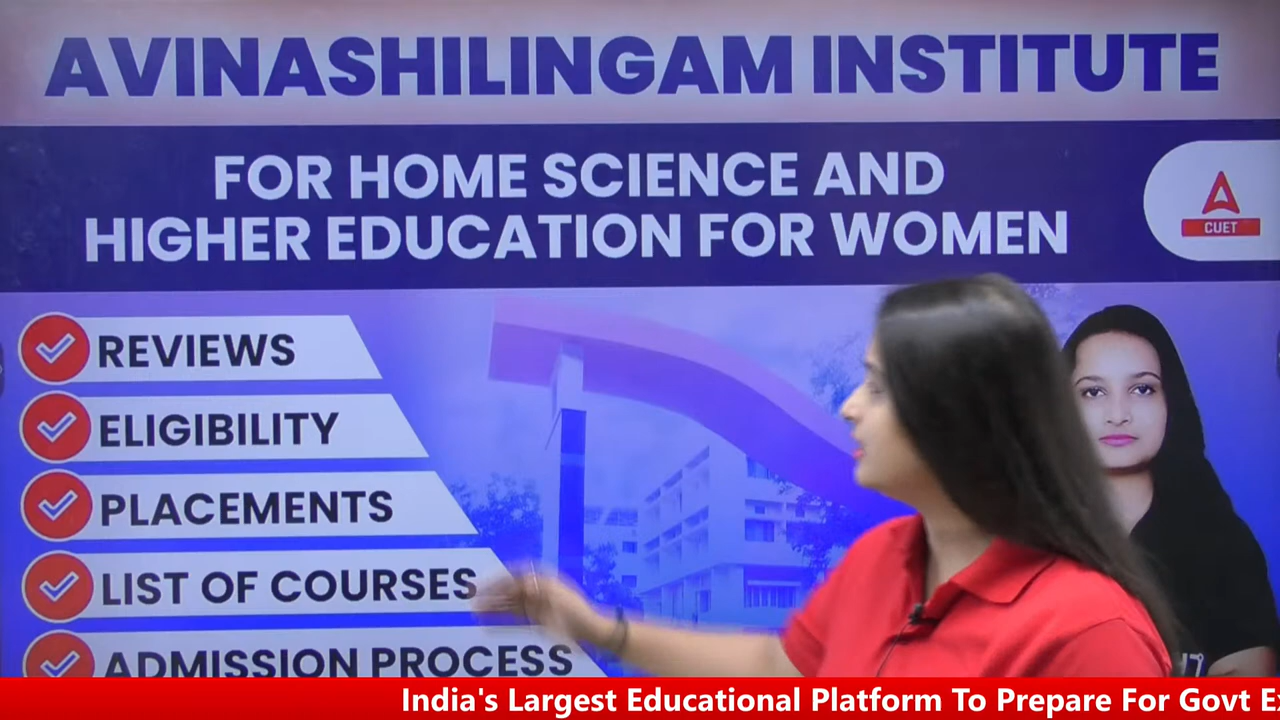 AVINASHILINGAM INSTITUTE
FOR HOME SCIENCE AND
HIGHER EDUCATION FOR WOMEN
CUET
REVIEWS
ELIGIBILITY
PLACEMENTS
LIST OF COURSES
ADMISSION PROCESS
India's Largest Educational Platform To Prepare For Govt